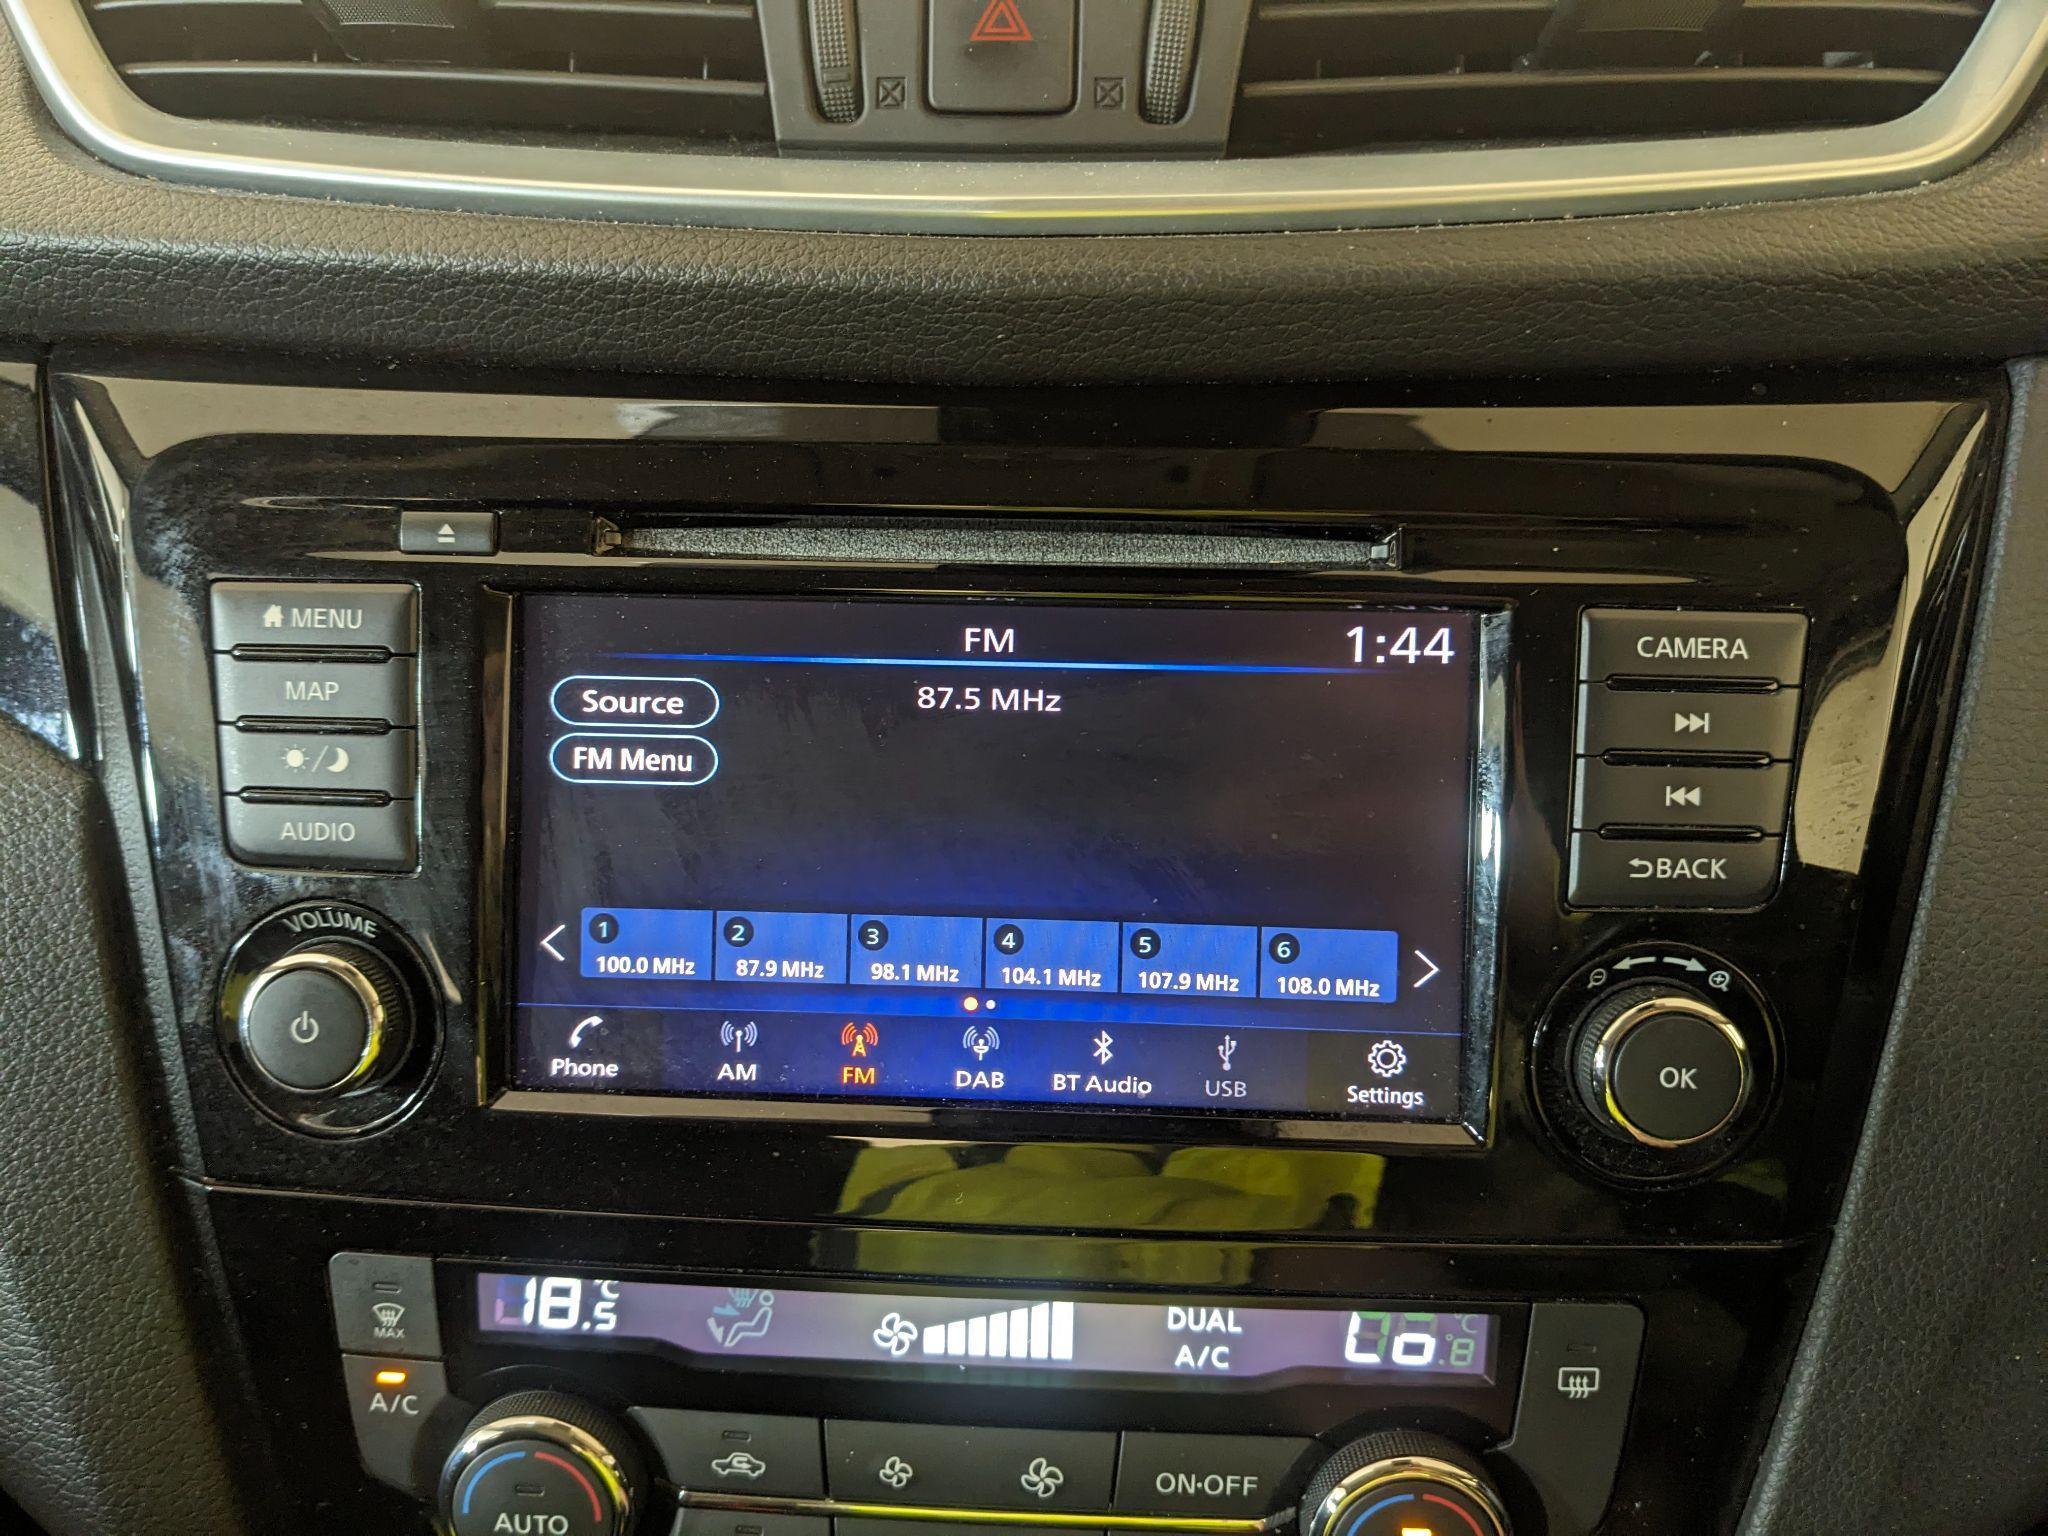 MENU
MAP
AUDIO
VOLUME
FM
1:44
Source
87.5 MHz
FM Menu
1
100.0 MHz
2
87.9 MHz
3
98.1 MHz
4
104.1 MHz
5
107.9 MHz
6
108.0 MHz
Phone
AM
FM
DAB
BT Audio
USB
Settings
CAMERA
BACK
OK
MAX
A/C
18.5 °C
DUAL
A/C
Lo
°C
AUTO
ON·OFF